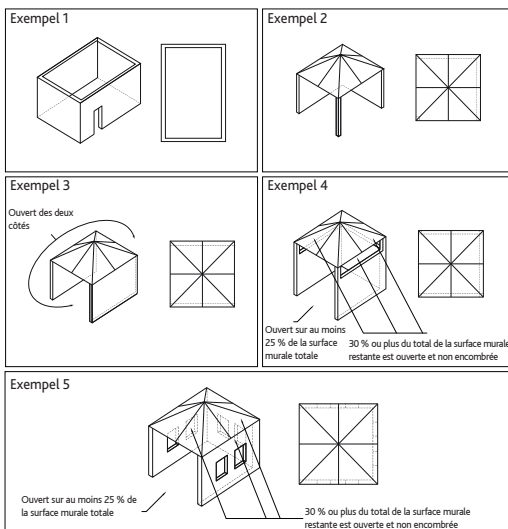 Exempel 1
Exempel 2
Exempel 3
Ouvert des deux
côtés
Exempel 4
Ouvert sur au moins
25 % de la surface
murale totale
30 % ou plus du total de la surface murale
restante est ouverte et non encombrée
Exempel 5
Ouvert sur au moins 25 % de
la surface murale totale
30 % ou plus du total de la surface murale
restante est ouverte et non encombrée